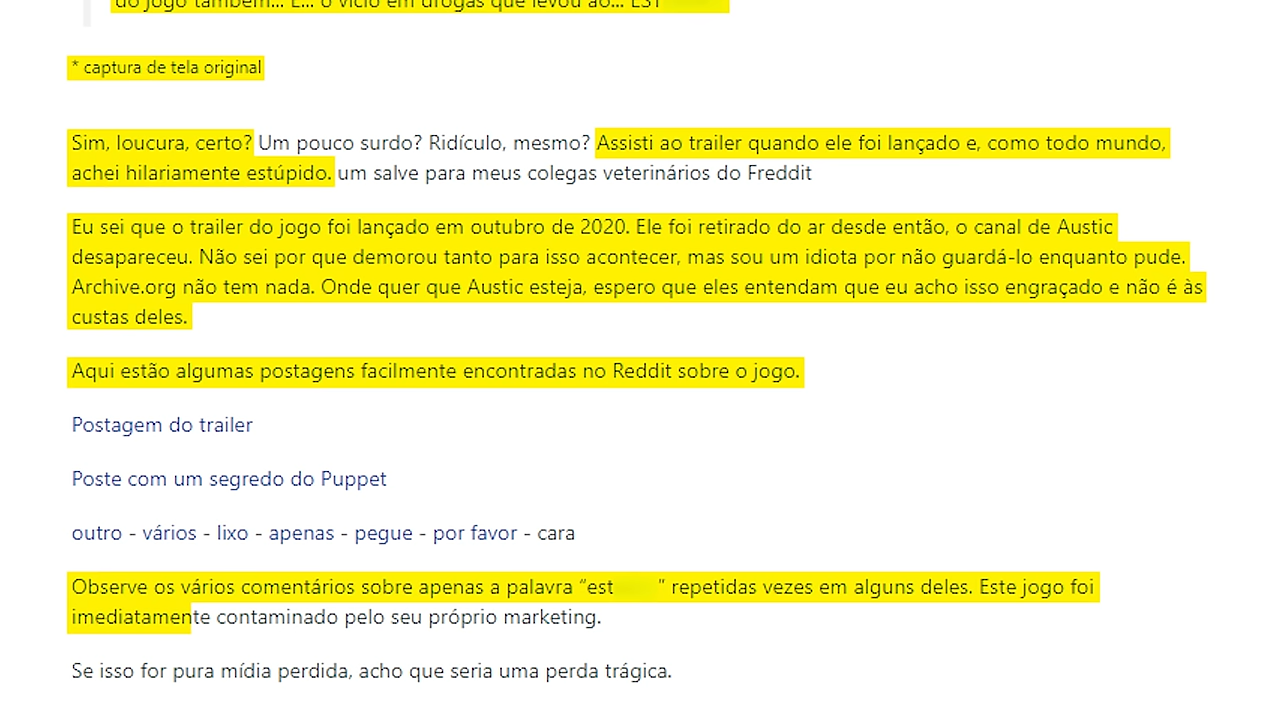 do jogo também... E... o vício em drogas que levou ao... EST
* captura de tela original
Sim, loucura, certo? Um pouco surdo? Ridículo, mesmo? Assisti ao trailer quando ele foi lançado e, como todo mundo,
achei hilariamente estúpido. um salve para meus colegas veterinários do Freddit
Eu sei que o trailer do jogo foi lançado em outubro de 2020. Ele foi retirado do ar desde então, o canal de Austic
desapareceu. Não sei por que demorou tanto para isso acontecer, mas sou um idiota por não guardá-lo enquanto pude.
Archive.org não tem nada. Onde quer que Austic esteja, espero que eles entendam que eu acho isso engraçado e não é às
custas deles.
Aqui estão algumas postagens facilmente encontradas no Reddit sobre o jogo.
Postagem do trailer
Poste com um segredo do Puppet
outro - vários - lixo - apenas - pegue - por favor - cara
Observe os vários comentários sobre apenas a palavra “est " repetidas vezes em alguns deles. Este jogo foi
imediatamente contaminado pelo seu próprio marketing.
Se isso for pura mídia perdida, acho que seria uma perda trágica.